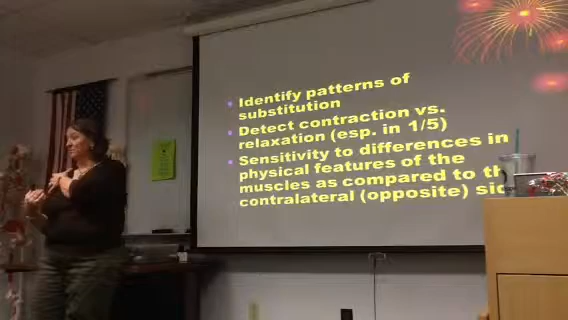 Identify patterns of
substitution
Detect contraction vs.
relaxation (esp. in 1/5)
Sensitivity to differences in
physical features of the
muscles as compared to th
contralateral (opposite) sid